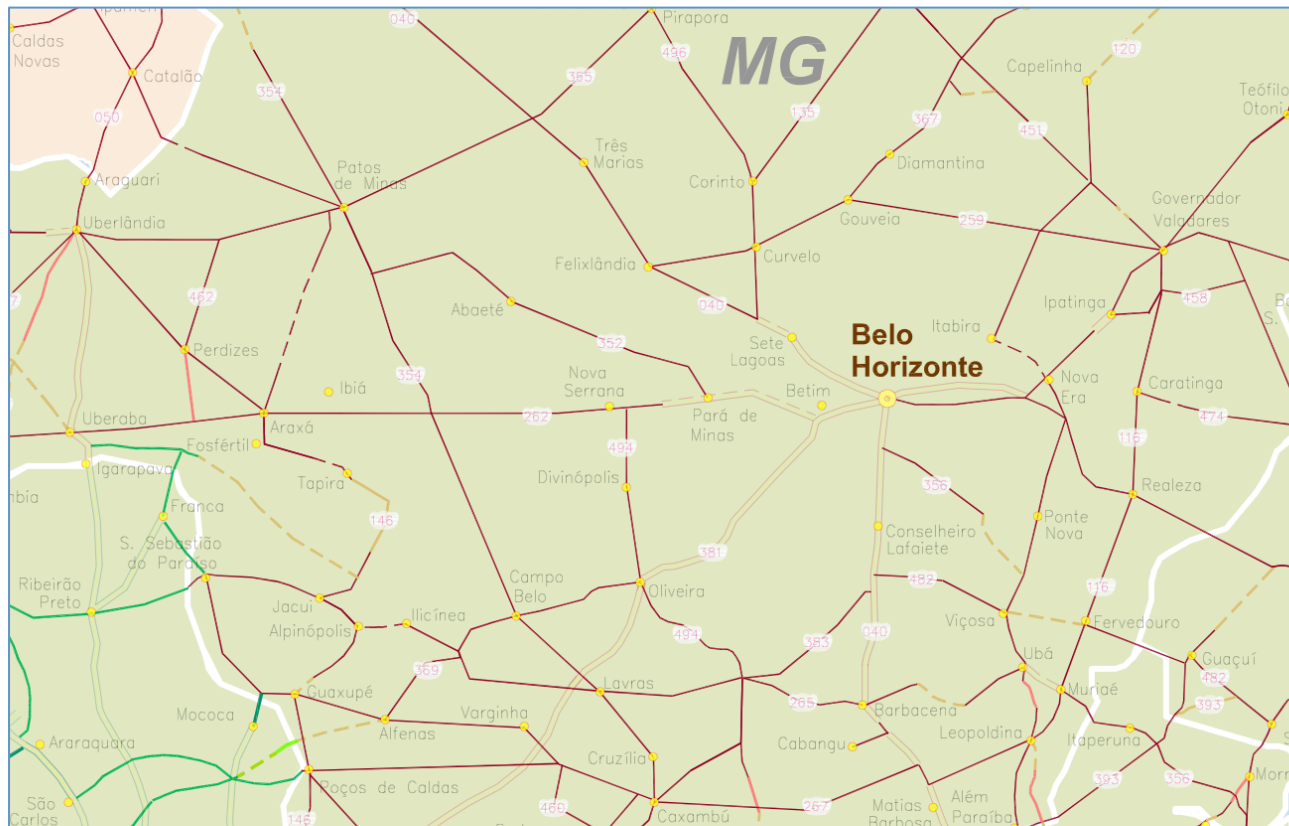 Ipameri
040
Pirapora
Caldas
Novas
Catalão
354
365
496
MG
Capelinha
120
Teófilo
Otoni
050
135
367
451
Araguari
Patos
de Minas
Três
Marias
Corinto
Diamantina
Uberlândia
Gouveia
259
Governador
Valadares
Felixlândia
Curvelo
462
Abaeté
040
Ipatinga
458
352
Sete
Lagoas
Belo
Horizonte
Itabira
Perdizes
354
Ibiá
Nova
Serrana
Betim
Nova
Era
Caratinga
Uberaba
Araxá
262
Pará de
Minas
474
Fosfértil
494
116
Igarapava
Tapira
Divinópolis
356
Realeza
Franca
146
Conselheiro
Lafaiete
Ponte
Nova
S. Sebastião
do Paraíso
381
Ribeirão
Preto
Campo
Belo
482
116
Jacui
Ilicínea
Oliveira
Viçosa
Fervedouro
Alpinópolis
494
383
040
Guaçuí
369
Ubá
482
Guaxupé
Lavras
265
Muriaé
393
Mococa
Alfenas
Varginha
Barbacena
Leopoldina
Itaperuna
Araraquara
Cabangu
Cruzília
393
356
Poços de Caldas
São
Carlos
146
460
Caxambú
267
Matias
Barbosa
Além
Paraíba